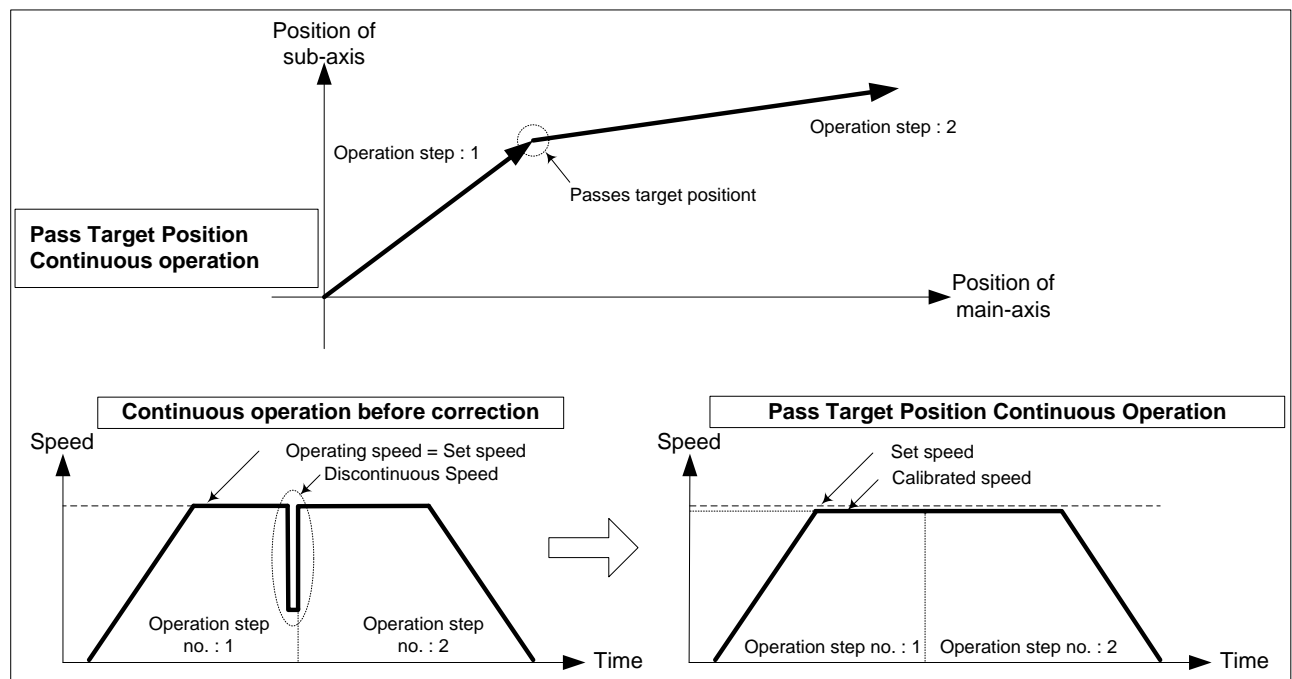 Position of
sub-axis
Operation step : 1
Operation step : 2
Passes target positiont
Pass Target Position
Continuous operation
Position of
main-axis
Continuous operation before correction
Speed
Operating speed = Set speed
Discontinuous Speed
Operation step
no. : 1
Operation step
no. : 2
Time
Pass Target Position Continuous Operation
Speed
Set speed
Calibrated speed
Operation step no. : 1
Operation step no. : 2
Time